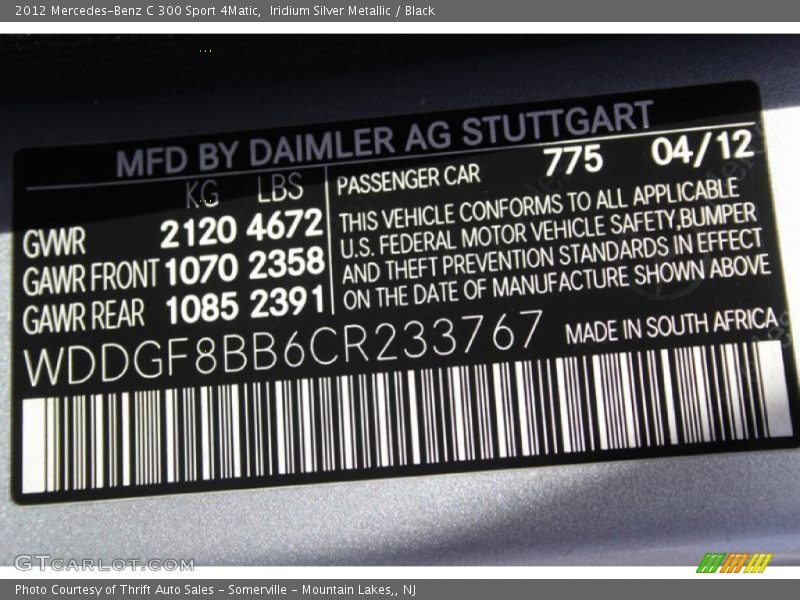 2012 Mercedes-Benz C 300 Sport 4Matic,  Iridium Silver Metallic / Black
MFD BY DAIMLER AG STUTTGART
KG LBS
GVWR 2120 4672
GAWR FRONT 1070 2358
GAWR REAR 1085 2391
PASSENGER CAR 775 04/12
THIS VEHICLE CONFORMS TO ALL APPLICABLE
U.S. FEDERAL MOTOR VEHICLE SAFETY,BUMPER
AND THEFT PREVENTION STANDARDS IN EFFECT
ON THE DATE OF MANUFACTURE SHOWN ABOVE
WDDGF8BB6CR233767 MADE IN SOUTH AFRICA
GTCARLOT.COM
Photo Courtesy of Thrift Auto Sales - Somerville - Mountain Lakes,, NJ